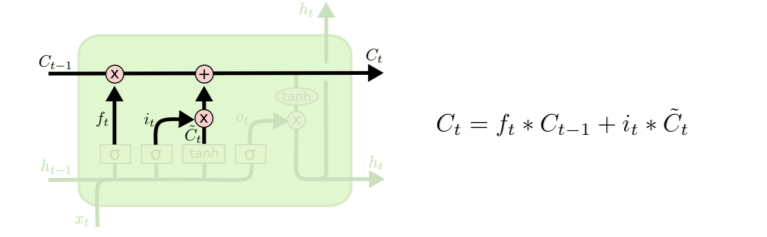 h_t
C_{t-1} × + C_t
tanh
f_t i_t × C̃_t o_t ×
σ σ tanh σ
h_{t-1} h_t
x_t
C_t = f_t * C_{t-1} + i_t * C̃_t